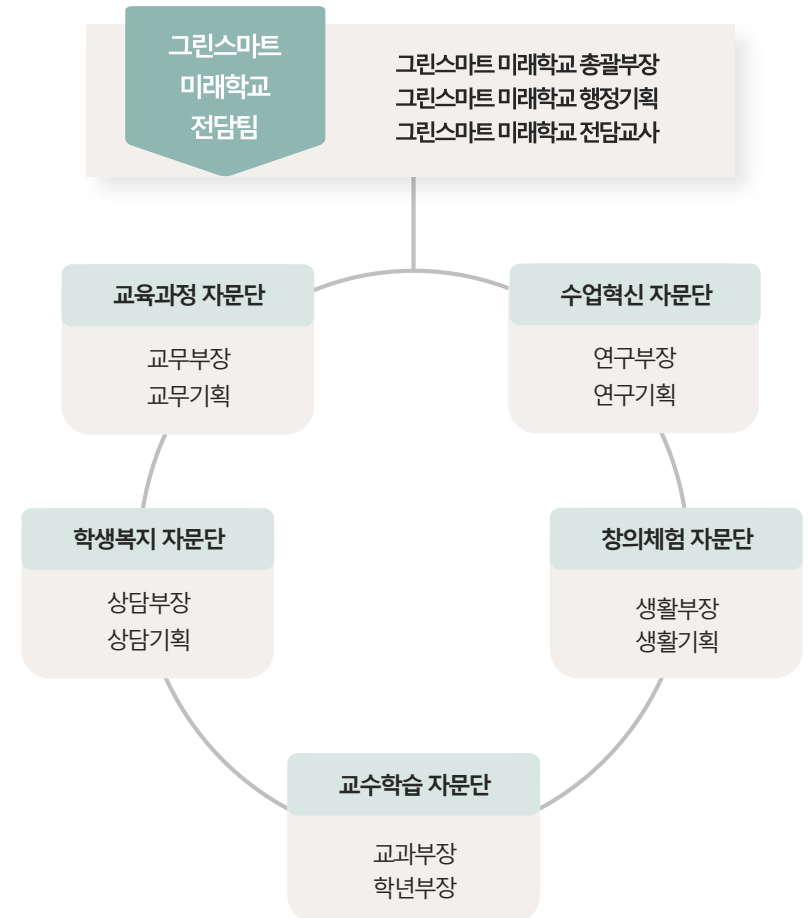 그린스마트
미래학교
전담팀
그린스마트 미래학교 총괄부장
그린스마트 미래학교 행정기획
그린스마트 미래학교 전담교사
교육과정 자문단
교무부장
교무기획
수업혁신 자문단
연구부장
연구기획
학생복지 자문단
상담부장
상담기획
창의체험 자문단
생활부장
생활기획
교수학습 자문단
교과부장
학년부장